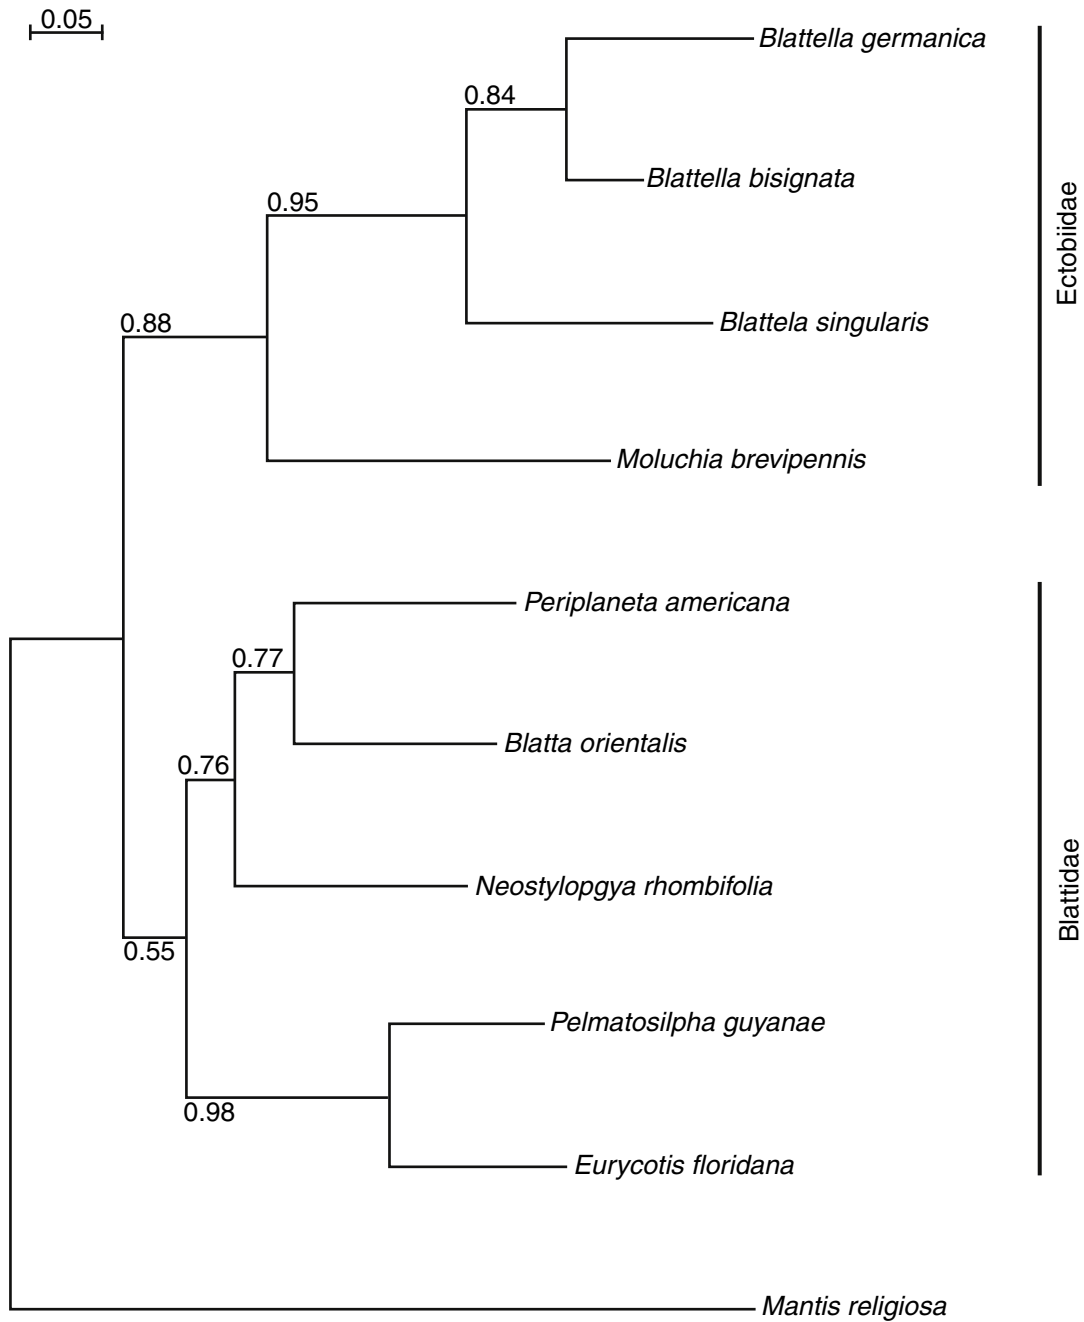 0.05
Blattella germanica
0.84
Blattella bisignata
0.95
Ectobiidae
Blattela singularis
0.88
Moluchia brevipennis
Periplaneta americana
0.77
Blatta orientalis
0.76
Neostylopgya rhombifolia
Blattidae
0.55
Pelmatosilpha guyanae
0.98
Eurycotis floridana
Mantis religiosa